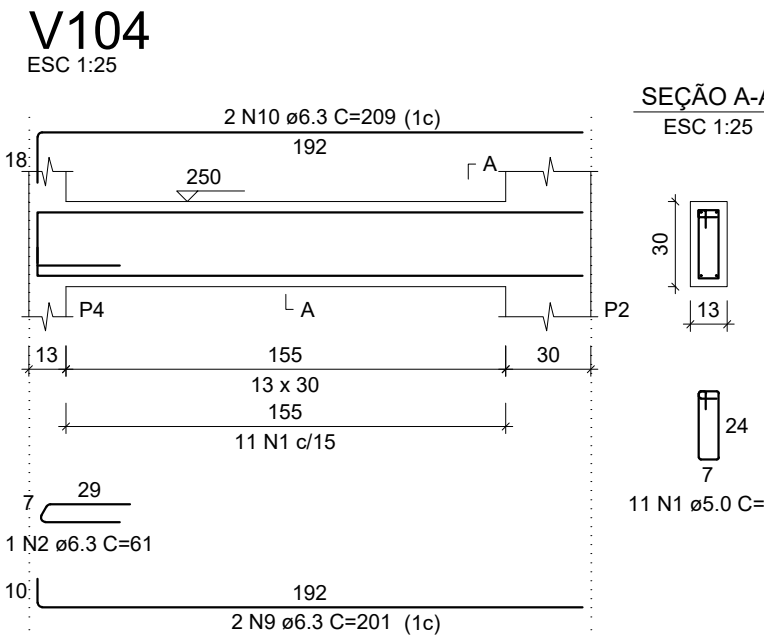 V104
ESC 1:25
SEÇÃO A-A
ESC 1:25
2 N10 ø6.3 C=209 (1c)
192
18
A
250
30
13
P4
A
P2
13
155
30
13 x 30
155
11 N1 c/15
24
7
11 N1 ø5.0 C=
7
29
1 N2 ø6.3 C=61
10
192
2 N9 ø6.3 C=201 (1c)